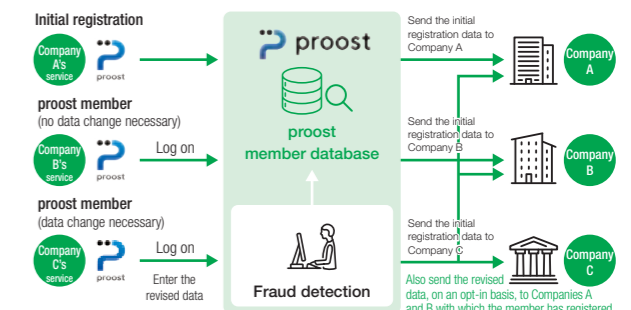 Initial registration
Company
A's
service
proost
proost member
(no data change necessary)
Company
B's
service
proost
Log on
proost member
(data change necessary)
Company
C's
service
proost
Log on
Enter the
revised data
proost
proost
member database
Fraud detection
Send the initial
registration data to
Company A
Company
A
Send the initial
registration data to
Company B
Company
B
Send the initial
registration data to
Company C
Company
C
Also send the revised
data, on an opt-in basis, to Companies A
and B with which the member has registered